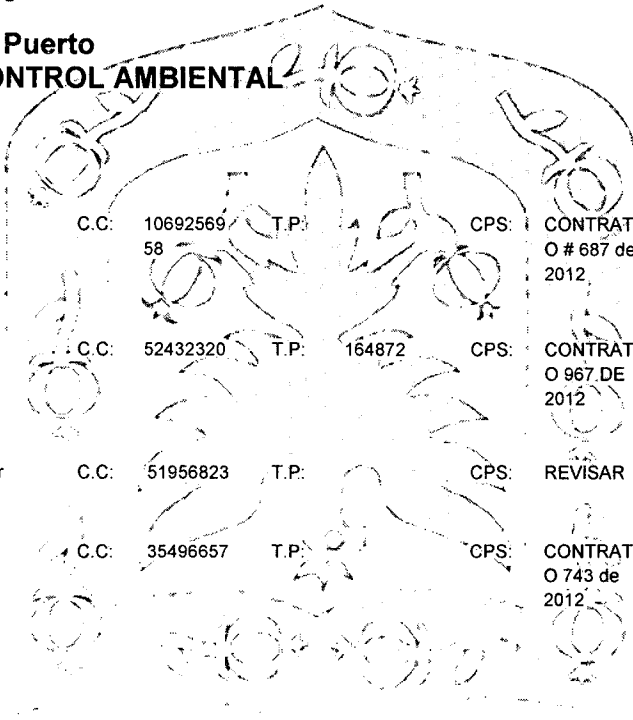 Puerto
ONTROL AMBIENTAL
C.C: 10692569 T.P: CPS: CONTRAT
58 O # 687 de
2012
C.C: 52432320 T.P: 164872 CPS: CONTRAT
O 967 DE
2012
r C.C: 51956823 T.P: CPS: REVISAR
C.C: 35496657 T.P: CPS: CONTRAT
O 743 de
2012